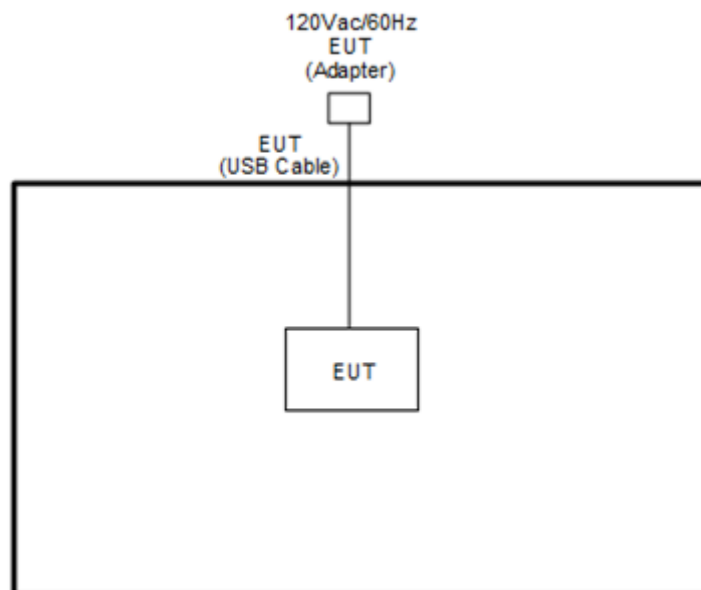 120Vac/60Hz
EUT
(Adapter)
EUT
(USB Cable)
EUT